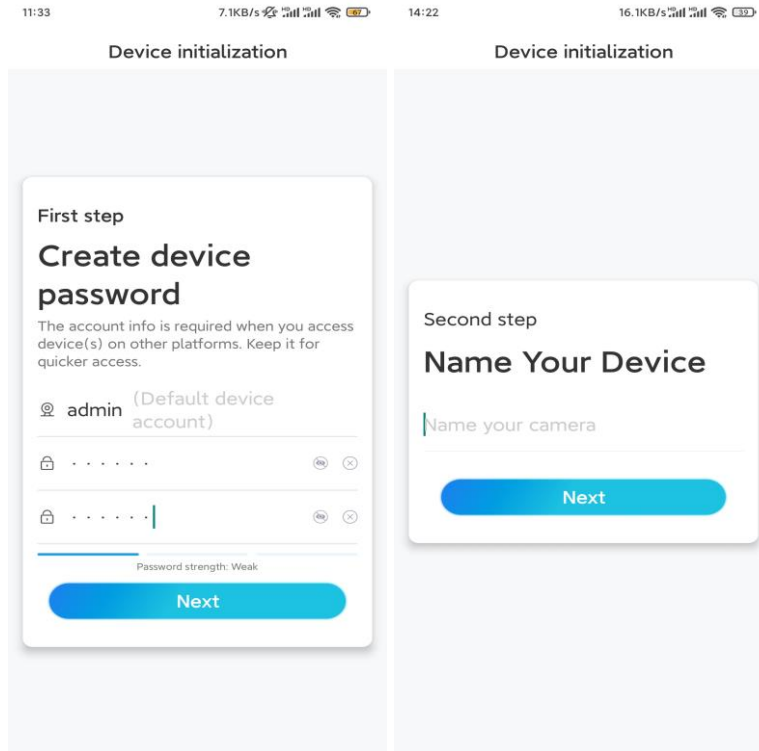 11:33
7.1KB/s
67
Device initialization
First step
Create device
password
The account info is required when you access
device(s) on other platforms. Keep it for
quicker access.
admin
(Default device
account)
Password strength: Weak
Next
14:22
16.1KB/s
39
Device initialization
Second step
Name Your Device
Name your camera
Next